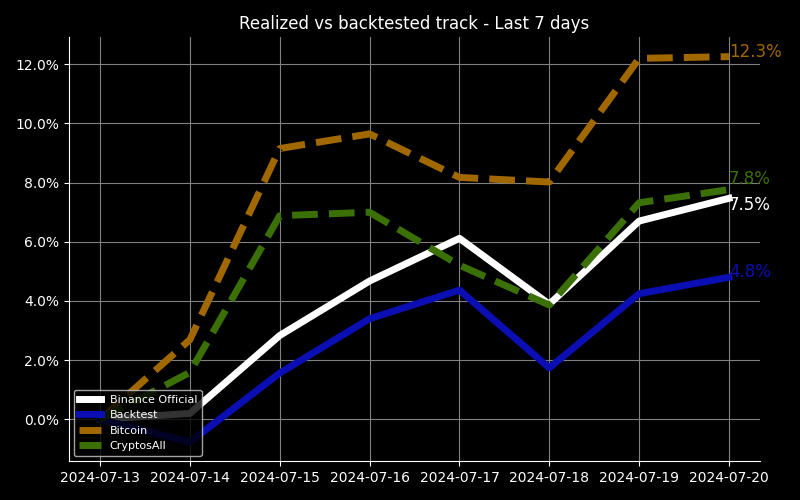 Realized vs backtested track - Last 7 days
12.0%
10.0%
8.0%
6.0%
4.0%
2.0%
0.0%
12.3%
7.8%
7.5%
4.8%
Binance Official
Backtest
Bitcoin
CryptosAll
2024-07-13 2024-07-14 2024-07-15 2024-07-16 2024-07-17 2024-07-18 2024-07-19 2024-07-20